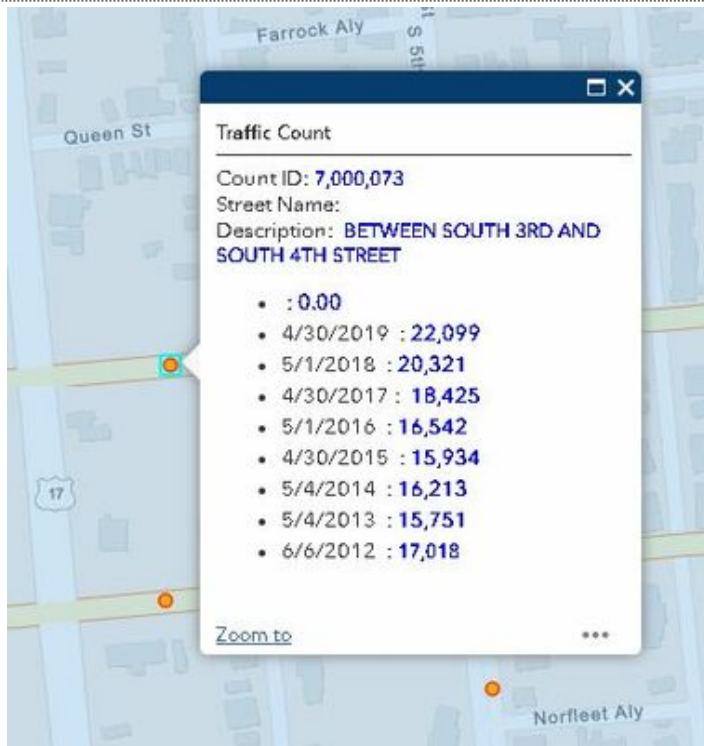 Farrock Aly
S 5th
Queen St
Traffic Count
Count ID: 7,000,073
Street Name:
Description: BETWEEN SOUTH 3RD AND
SOUTH 4TH STREET
• : 0.00
• 4/30/2019 : 22,099
• 5/1/2018 : 20,321
• 4/30/2017 : 18,425
• 5/1/2016 : 16,542
• 4/30/2015 : 15,934
• 5/4/2014 : 16,213
• 5/4/2013 : 15,751
• 6/6/2012 : 17,018
17
Zoom to
•••
Norfleet Aly